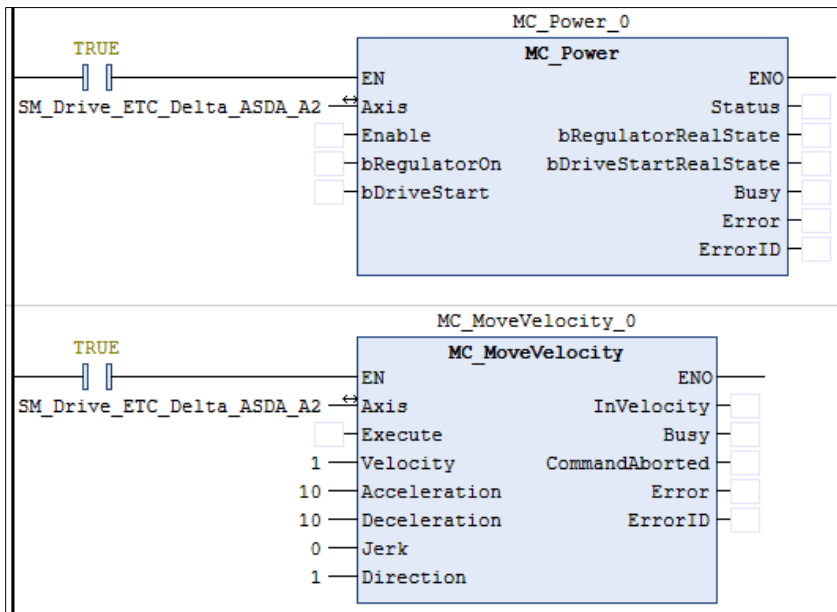 MC_Power_0
TRUE
MC_Power
EN ENO
SM_Drive_ETC_Delta_ASDA_A2 Axis Status
Enable bRegulatorRealState
bRegulatorOn bDriveStartRealState
bDriveStart Busy
Error
ErrorID
MC_MoveVelocity_0
TRUE
MC_MoveVelocity
EN ENO
SM_Drive_ETC_Delta_ASDA_A2 Axis InVelocity
Execute Busy
1 Velocity CommandAborted
10 Acceleration Error
10 Deceleration ErrorID
0 Jerk
1 Direction